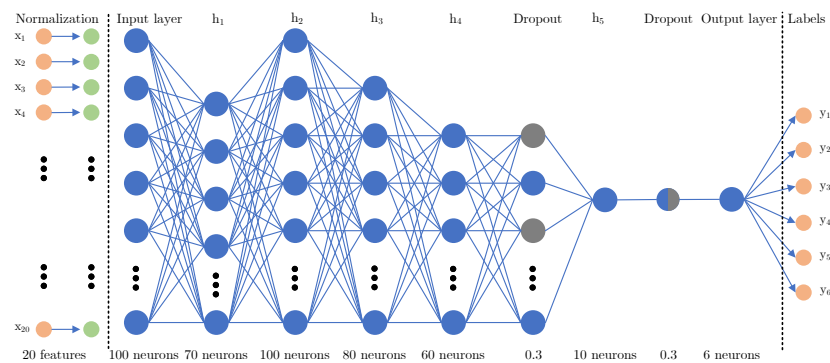 Normalization Input layer h1 h2 h3 h4 Dropout h5 Dropout Output layer Labels
x1
x2
x3
x4
x20
y1
y2
y3
y4
y5
y6
20 features 100 neurons 70 neurons 100 neurons 80 neurons 60 neurons 0.3 10 neurons 0.3 6 neurons